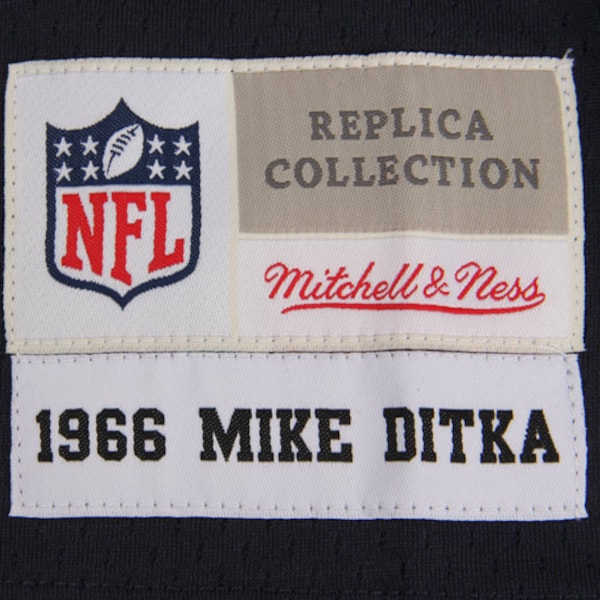 NFL
REPLICA
COLLECTION
Mitchell & Ness
1966 MIKE DITKA